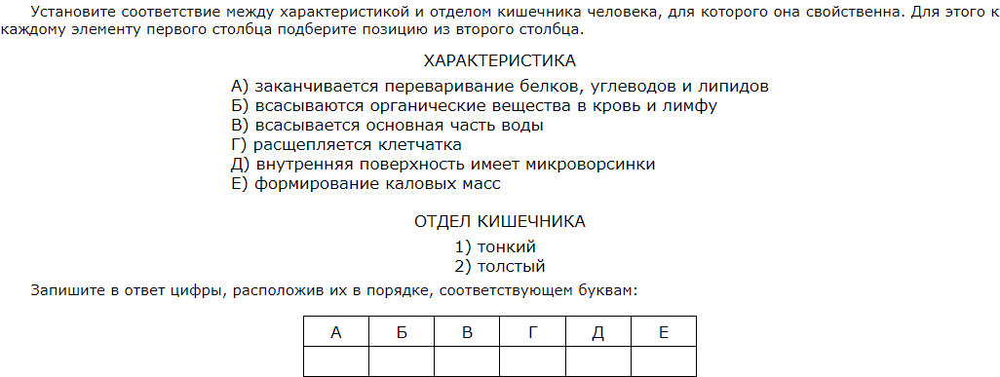 Установите соответствие между характеристикой и отделом кишечника человека, для которого она свойственна. Для этого к
каждому элементу первого столбца подберите позицию из второго столбца.
ХАРАКТЕРИСТИКА
А) заканчивается переваривание белков, углеводов и липидов
Б) всасываются органические вещества в кровь и лимфу
В) всасывается основная часть воды
Г) расщепляется клетчатка
Д) внутренняя поверхность имеет микроворсинки
Е) формирование каловых масс
ОТДЕЛ КИШЕЧНИКА
1) тонкий
2) толстый
Запишите в ответ цифры, расположив их в порядке, соответствующем буквам:
А Б В Г Д Е